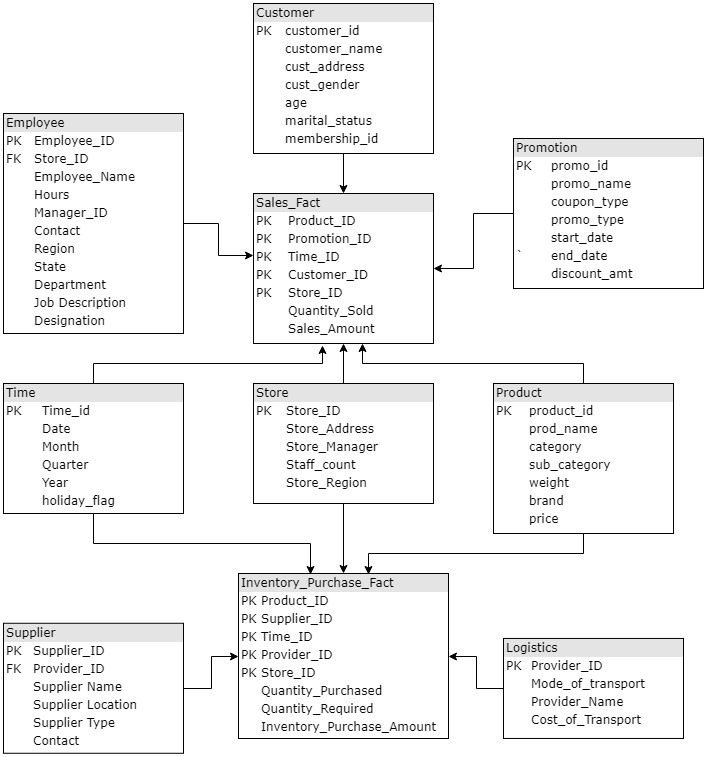 Customer
PK customer_id
customer_name
cust_address
cust_gender
age
marital_status
membership_id
Employee
PK Employee_ID
FK Store_ID
Employee_Name
Hours
Manager_ID
Contact
Region
State
Department
Job Description
Designation
Promotion
PK promo_id
promo_name
coupon_type
promo_type
start_date
` end_date
discount_amt
Sales_Fact
PK Product_ID
PK Promotion_ID
PK Time_ID
PK Customer_ID
PK Store_ID
Quantity_Sold
Sales_Amount
Time
PK Time_id
Date
Month
Quarter
Year
holiday_flag
Store
PK Store_ID
Store_Address
Store_Manager
Staff_count
Store_Region
Product
PK product_id
prod_name
category
sub_category
weight
brand
price
Inventory_Purchase_Fact
PK Product_ID
PK Supplier_ID
PK Time_ID
PK Provider_ID
PK Store_ID
Quantity_Purchased
Quantity_Required
Inventory_Purchase_Amount
Supplier
PK Supplier_ID
FK Provider_ID
Supplier Name
Supplier Location
Supplier Type
Contact
Logistics
PK Provider_ID
Mode_of_transport
Provider_Name
Cost_of_Transport